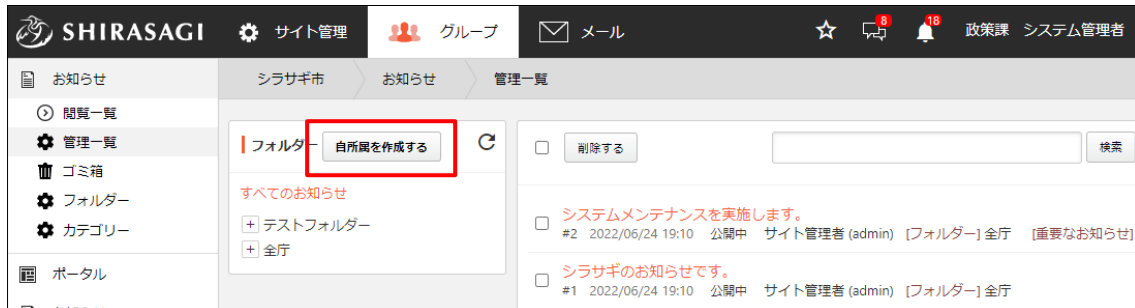 SHIRASAGI サイト管理 グループ メール 8 18 政策課 システム管理者
お知らせ
シラサギ市 お知らせ 管理一覧
閲覧一覧
管理一覧
ゴミ箱
フォルダー
カテゴリー
ポータル
フォルダー 自所属を作成する
すべてのお知らせ
+ テストフォルダー
+ 全庁
削除する 検索
システムメンテナンスを実施します。
#2 2022/06/24 19:10 公開中 サイト管理者 (admin) [フォルダー] 全庁 [重要なお知らせ]
シラサギのお知らせです。
#1 2022/06/24 19:10 公開中 サイト管理者 (admin) [フォルダー] 全庁